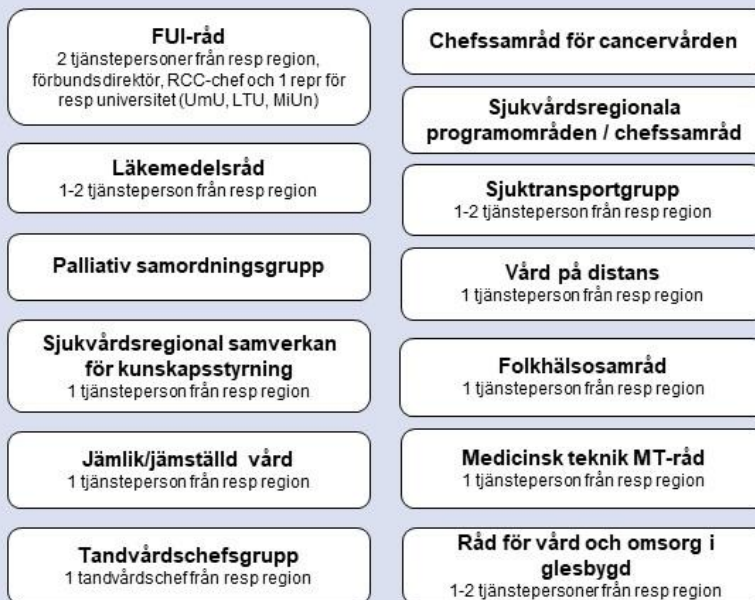 FUI-råd
2 tjänstepersoner från resp region,
förbundsdirektör, RCC-chef och 1 repr för
resp universitet (UmU, LTU, MiUn)
Läkemedelsråd
1-2 tjänsteperson från resp region
Palliativ samordningsgrupp
Sjukvårdsregional samverkan
för kunskapsstyrning
1 tjänsteperson från resp region
Jämlik/jämställd vård
1 tjänsteperson från resp region
Tandvårdschefsgrupp
1 tandvårdschef från resp region
Chefssamråd för cancervården
Sjukvårdsregionala
programområden / chefssamråd
Sjuktransportgrupp
1-2 tjänsteperson från resp region
Vård på distans
1 tjänsteperson från resp region
Folkhälsosamråd
1 tjänsteperson från resp region
Medicinsk teknik MT-råd
1 tjänsteperson från resp region
Råd för vård och omsorg i
glesbygd
1-2 tjänstepersoner från resp region